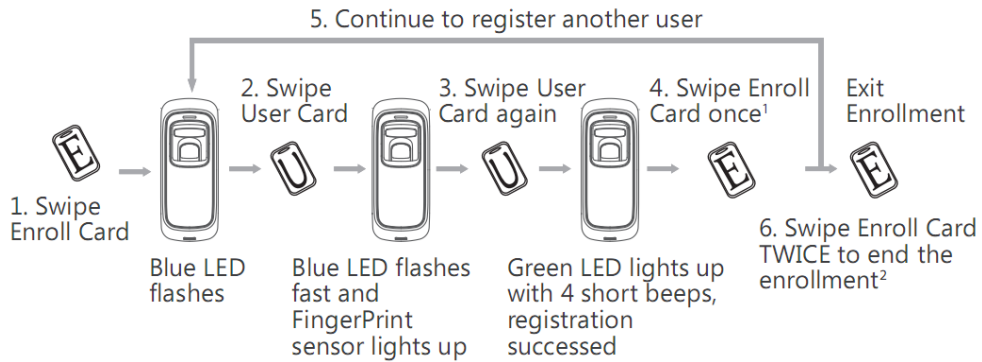 5. Continue to register another user
2. Swipe
User Card
3. Swipe User
Card again
4. Swipe Enroll
Card once¹
Exit
Enrollment
E
U
U
E
E
1. Swipe
Enroll Card
6. Swipe Enroll Card
TWICE to end the
enrollment²
Blue LED
flashes
Blue LED flashes
fast and
FingerPrint
sensor lights up
Green LED lights up
with 4 short beeps,
registration
successed